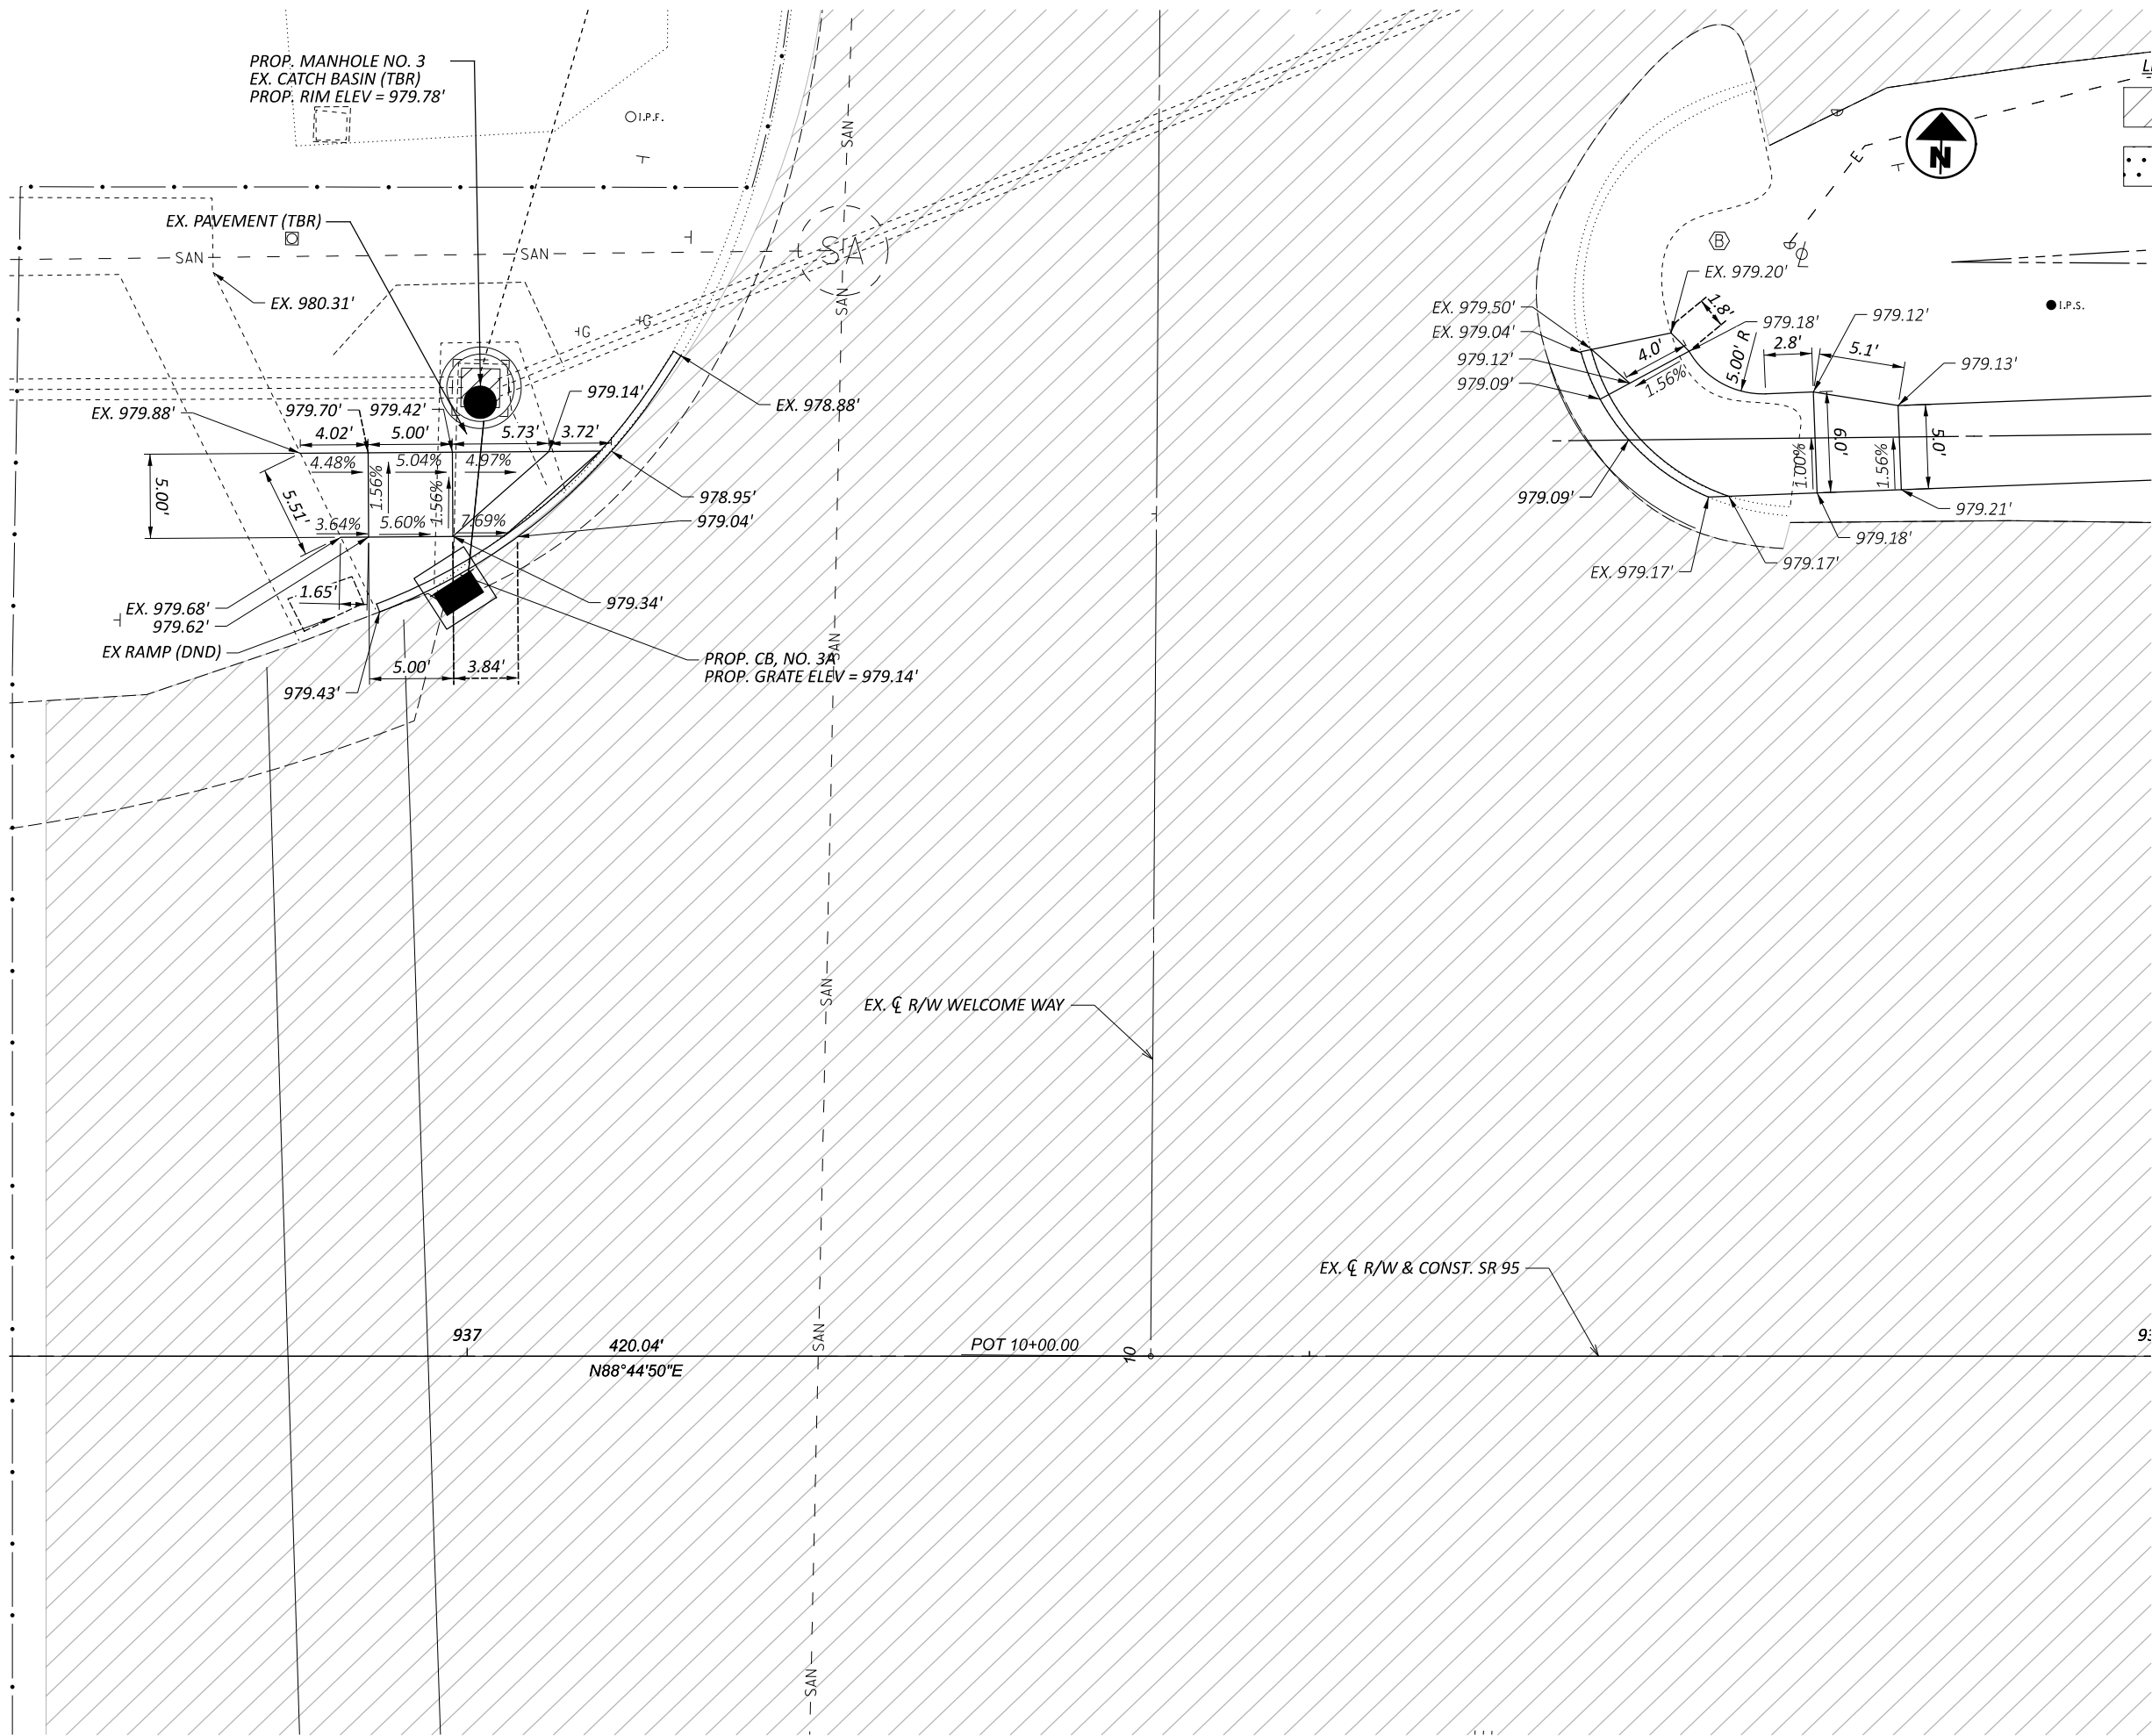 PROP. MANHOLE NO. 3
EX. CATCH BASIN (TBR)
PROP. RIM ELEV = 979.78'
I.P.F.
EX. PAVEMENT (TBR)
SAN
SAN
SAN
SAN
SA
EX. 980.31'
G
G
979.14'
EX. 978.88'
EX. 979.88'
979.70'
979.42'
4.02'
5.00'
5.73'
3.72'
4.48%
5.04%
4.97%
1.56%
1.56%
5.00'
5.51'
3.64%
5.60%
7.69%
978.95'
979.04'
1.65'
EX. 979.68'
979.62'
EX RAMP (DND)
979.34'
5.00'
3.84'
979.43'
PROP. CB, NO. 3A
PROP. GRATE ELEV = 979.14'
SAN
SAN
SAN
SAN
N
E
B
I.P.S.
EX. 979.20'
EX. 979.50'
EX. 979.04'
979.12'
979.09'
1.8'
979.18'
979.12'
4.0'
1.56%
5.00' R
2.8'
5.1'
979.13'
1.00%
6.0'
1.56%
5.0'
979.09'
979.21'
979.18'
979.17'
EX. 979.17'
EX. ℄ R/W WELCOME WAY
EX. ℄ R/W & CONST. SR 95
937
420.04'
N88°44'50"E
POT 10+00.00
10